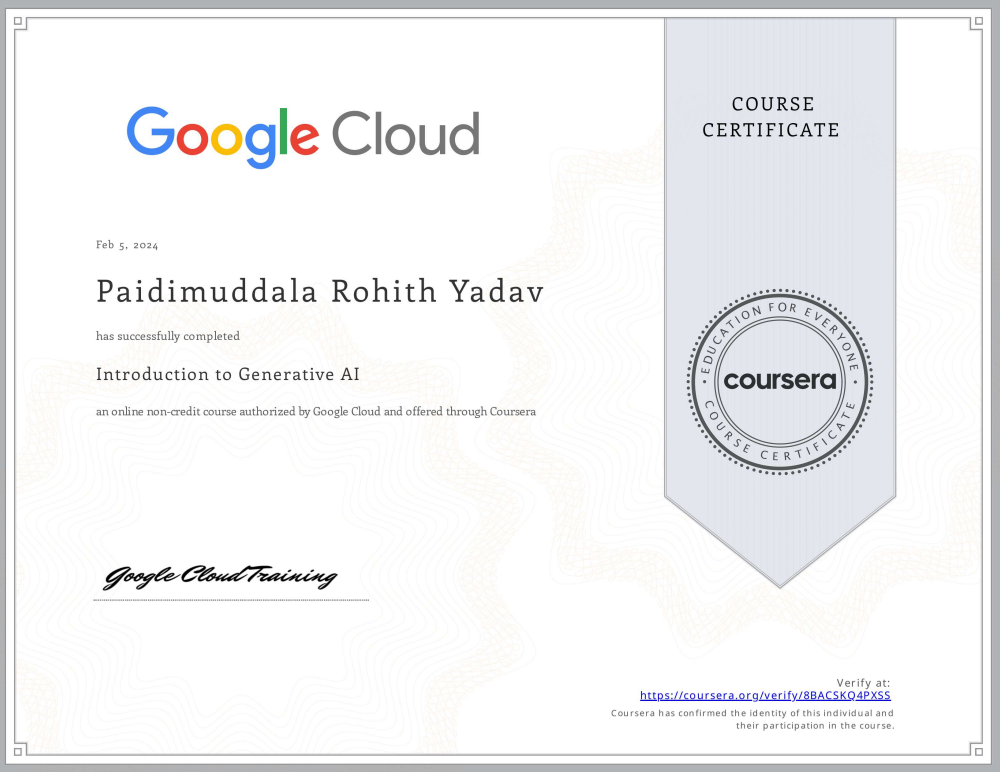 Google Cloud
COURSE
CERTIFICATE
Feb 5, 2024
Paidimuddala Rohith Yadav
has successfully completed
Introduction to Generative AI
an online non-credit course authorized by Google Cloud and offered through Coursera
EDUCATION FOR EVERYONE
coursera
COURSE CERTIFICATE
Google Cloud Training
Verify at:
https://coursera.org/verify/8BACSKQ4PXSS
Coursera has confirmed the identity of this individual and
their participation in the course.